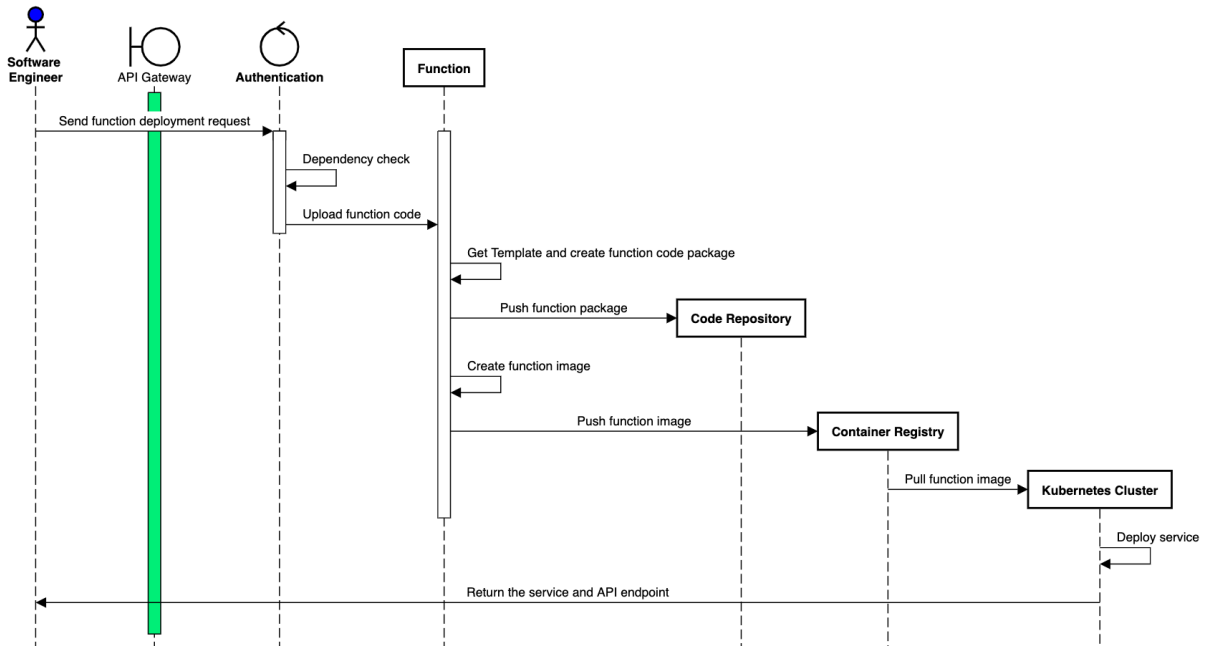 Software
Engineer
API Gateway
Authentication
Function
Send function deployment request
Dependency check
Upload function code
Get Template and create function code package
Push function package
Code Repository
Create function image
Push function image
Container Registry
Pull function image
Kubernetes Cluster
Deploy service
Return the service and API endpoint